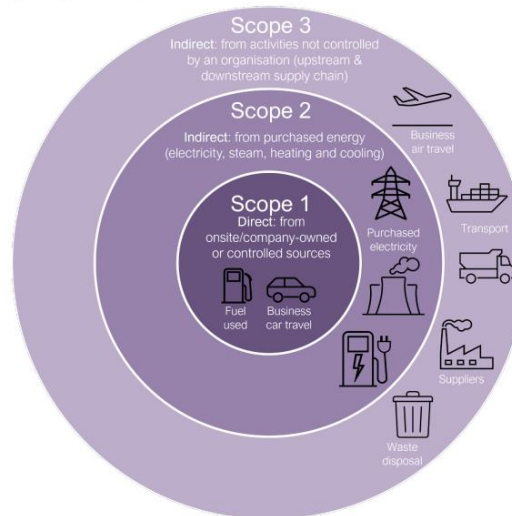 Scope 3
Indirect: from activities not controlled
by an organisation (upstream &
downstream supply chain)
Scope 2
Indirect: from purchased energy
(electricity, steam, heating and cooling)
Scope 1
Direct: from
onsite/company-owned
or controlled sources
Fuel
used
Business
car travel
Purchased
electricity
Business
air travel
Transport
Suppliers
Waste
disposal